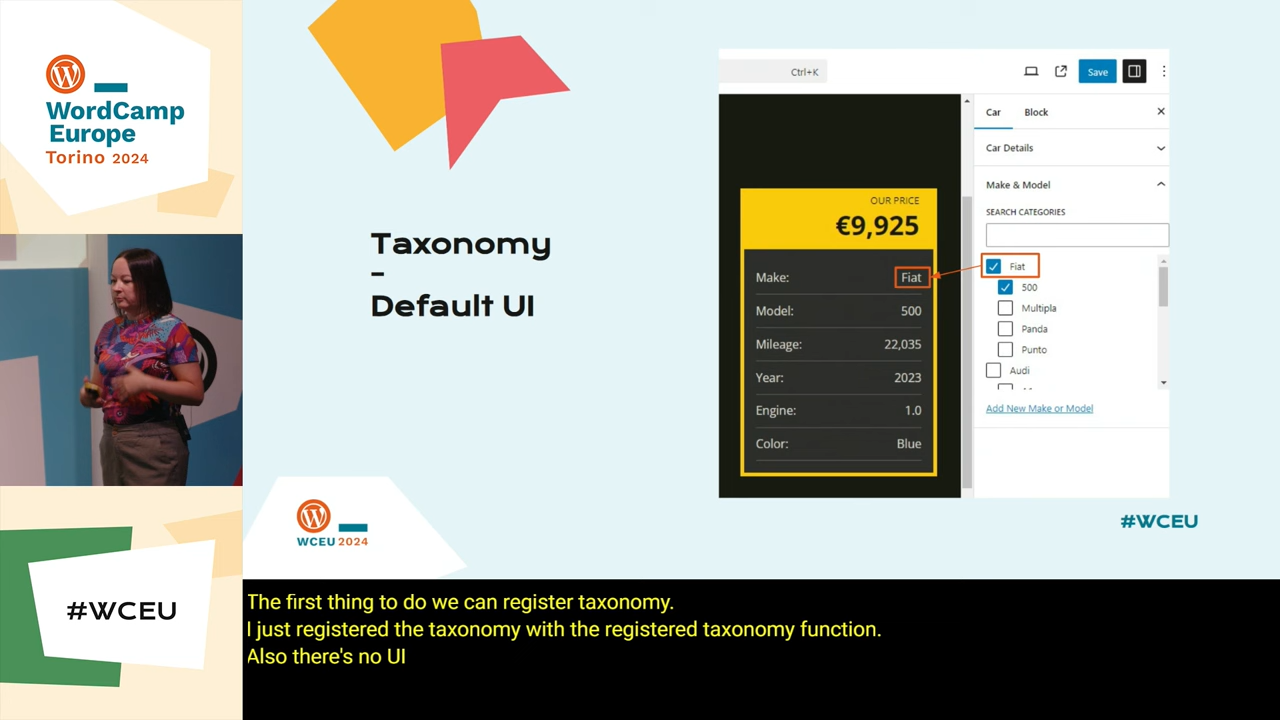 WordCamp
Europe
Torino 2024
#WCEU
Taxonomy
–
Default UI
WCEU 2024
Ctrl+K
Save
Car
Block
Car Details
Make & Model
SEARCH CATEGORIES
Fiat
500
Multipla
Panda
Punto
Audi
Add New Make or Model
OUR PRICE
€9,925
Make: Fiat
Model: 500
Mileage: 22,035
Year: 2023
Engine: 1.0
Color: Blue
#WCEU
The first thing to do we can register taxonomy.
I just registered the taxonomy with the registered taxonomy function.
Also there's no UI